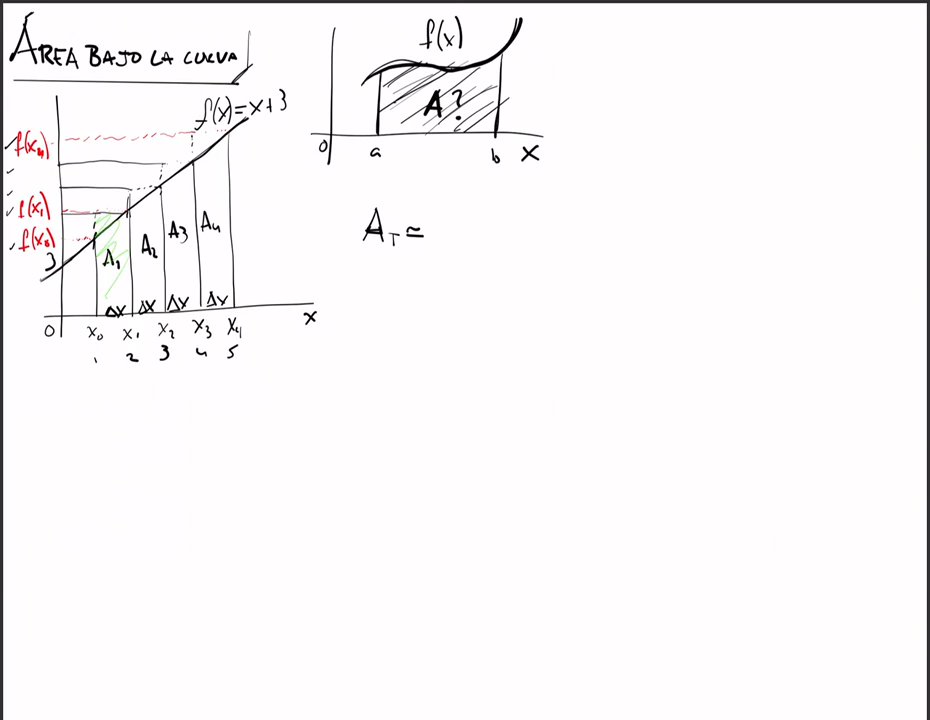 ÁREA BAJO LA CURVA
f(x)
f(x)=x+3
A?
0 a b x
f(x₄)
f(x₁)
f(x₀)
3
A₁ A₂ A₃ A₄
A_T ≃
Δx Δx Δx Δx
0 x₀ x₁ x₂ x₃ x₄ x
1 2 3 4 5